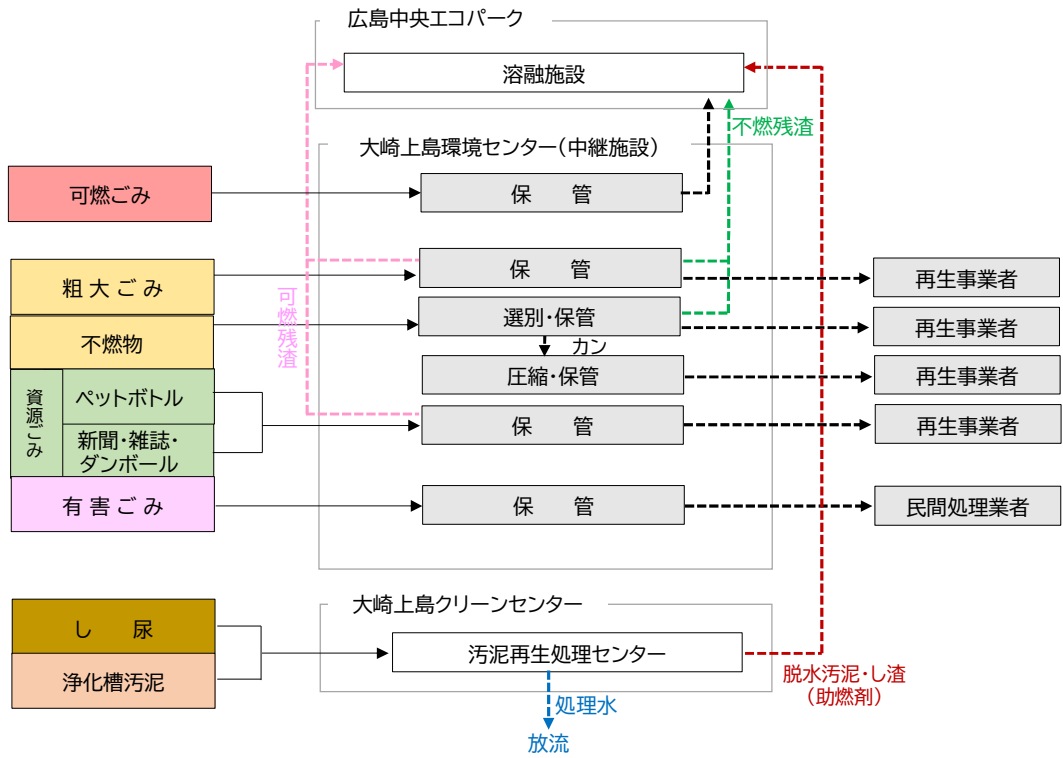 広島中央エコパーク
溶融施設
不燃残渣
大崎上島環境センター(中継施設)
可燃ごみ
保　管
粗大ごみ
保　管
再生事業者
可燃残渣
不燃物
選別・保管
再生事業者
カン
圧縮・保管
再生事業者
資源ごみ
ペットボトル
保　管
再生事業者
新聞・雑誌・
ダンボール
有害ごみ
保　管
民間処理業者
大崎上島クリーンセンター
し　尿
汚泥再生処理センター
浄化槽汚泥
脱水汚泥・し渣
(助燃剤)
処理水
放流